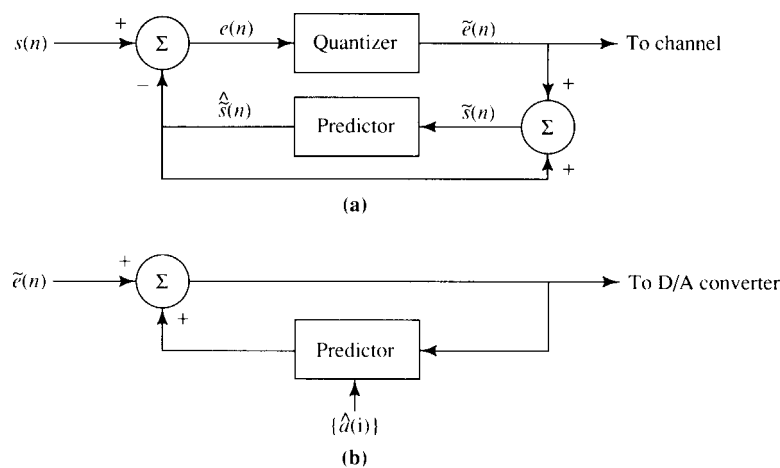 +
s(n) Σ e(n) Quantizer ẽ(n) To channel
− +
ŝ̃(n) Predictor s̃(n) Σ
+
(a)
+
ẽ(n) Σ To D/A converter
+
Predictor
{â(i)}
(b)